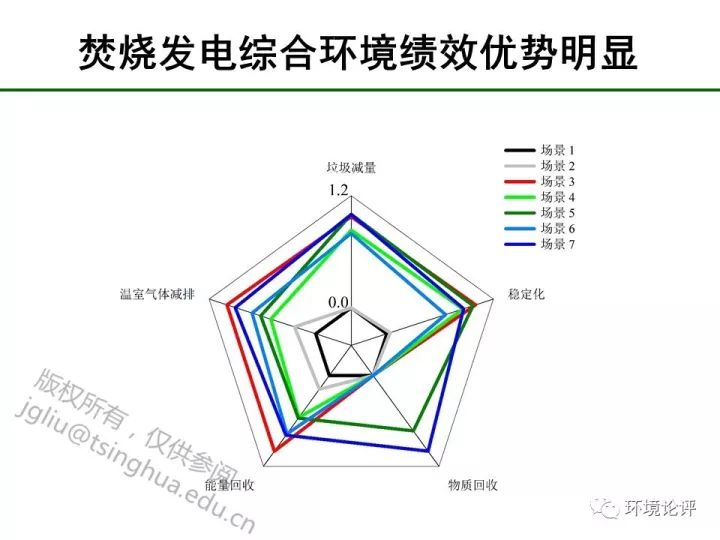 焚烧发电综合环境绩效优势明显
场景 1
场景 2
场景 3
场景 4
场景 5
场景 6
场景 7
垃圾减量
1.2
温室气体减排
稳定化
0.0
能量回收
物质回收
版权所有，仅供参阅
jgliu@tsinghua.edu.cn
环境论评